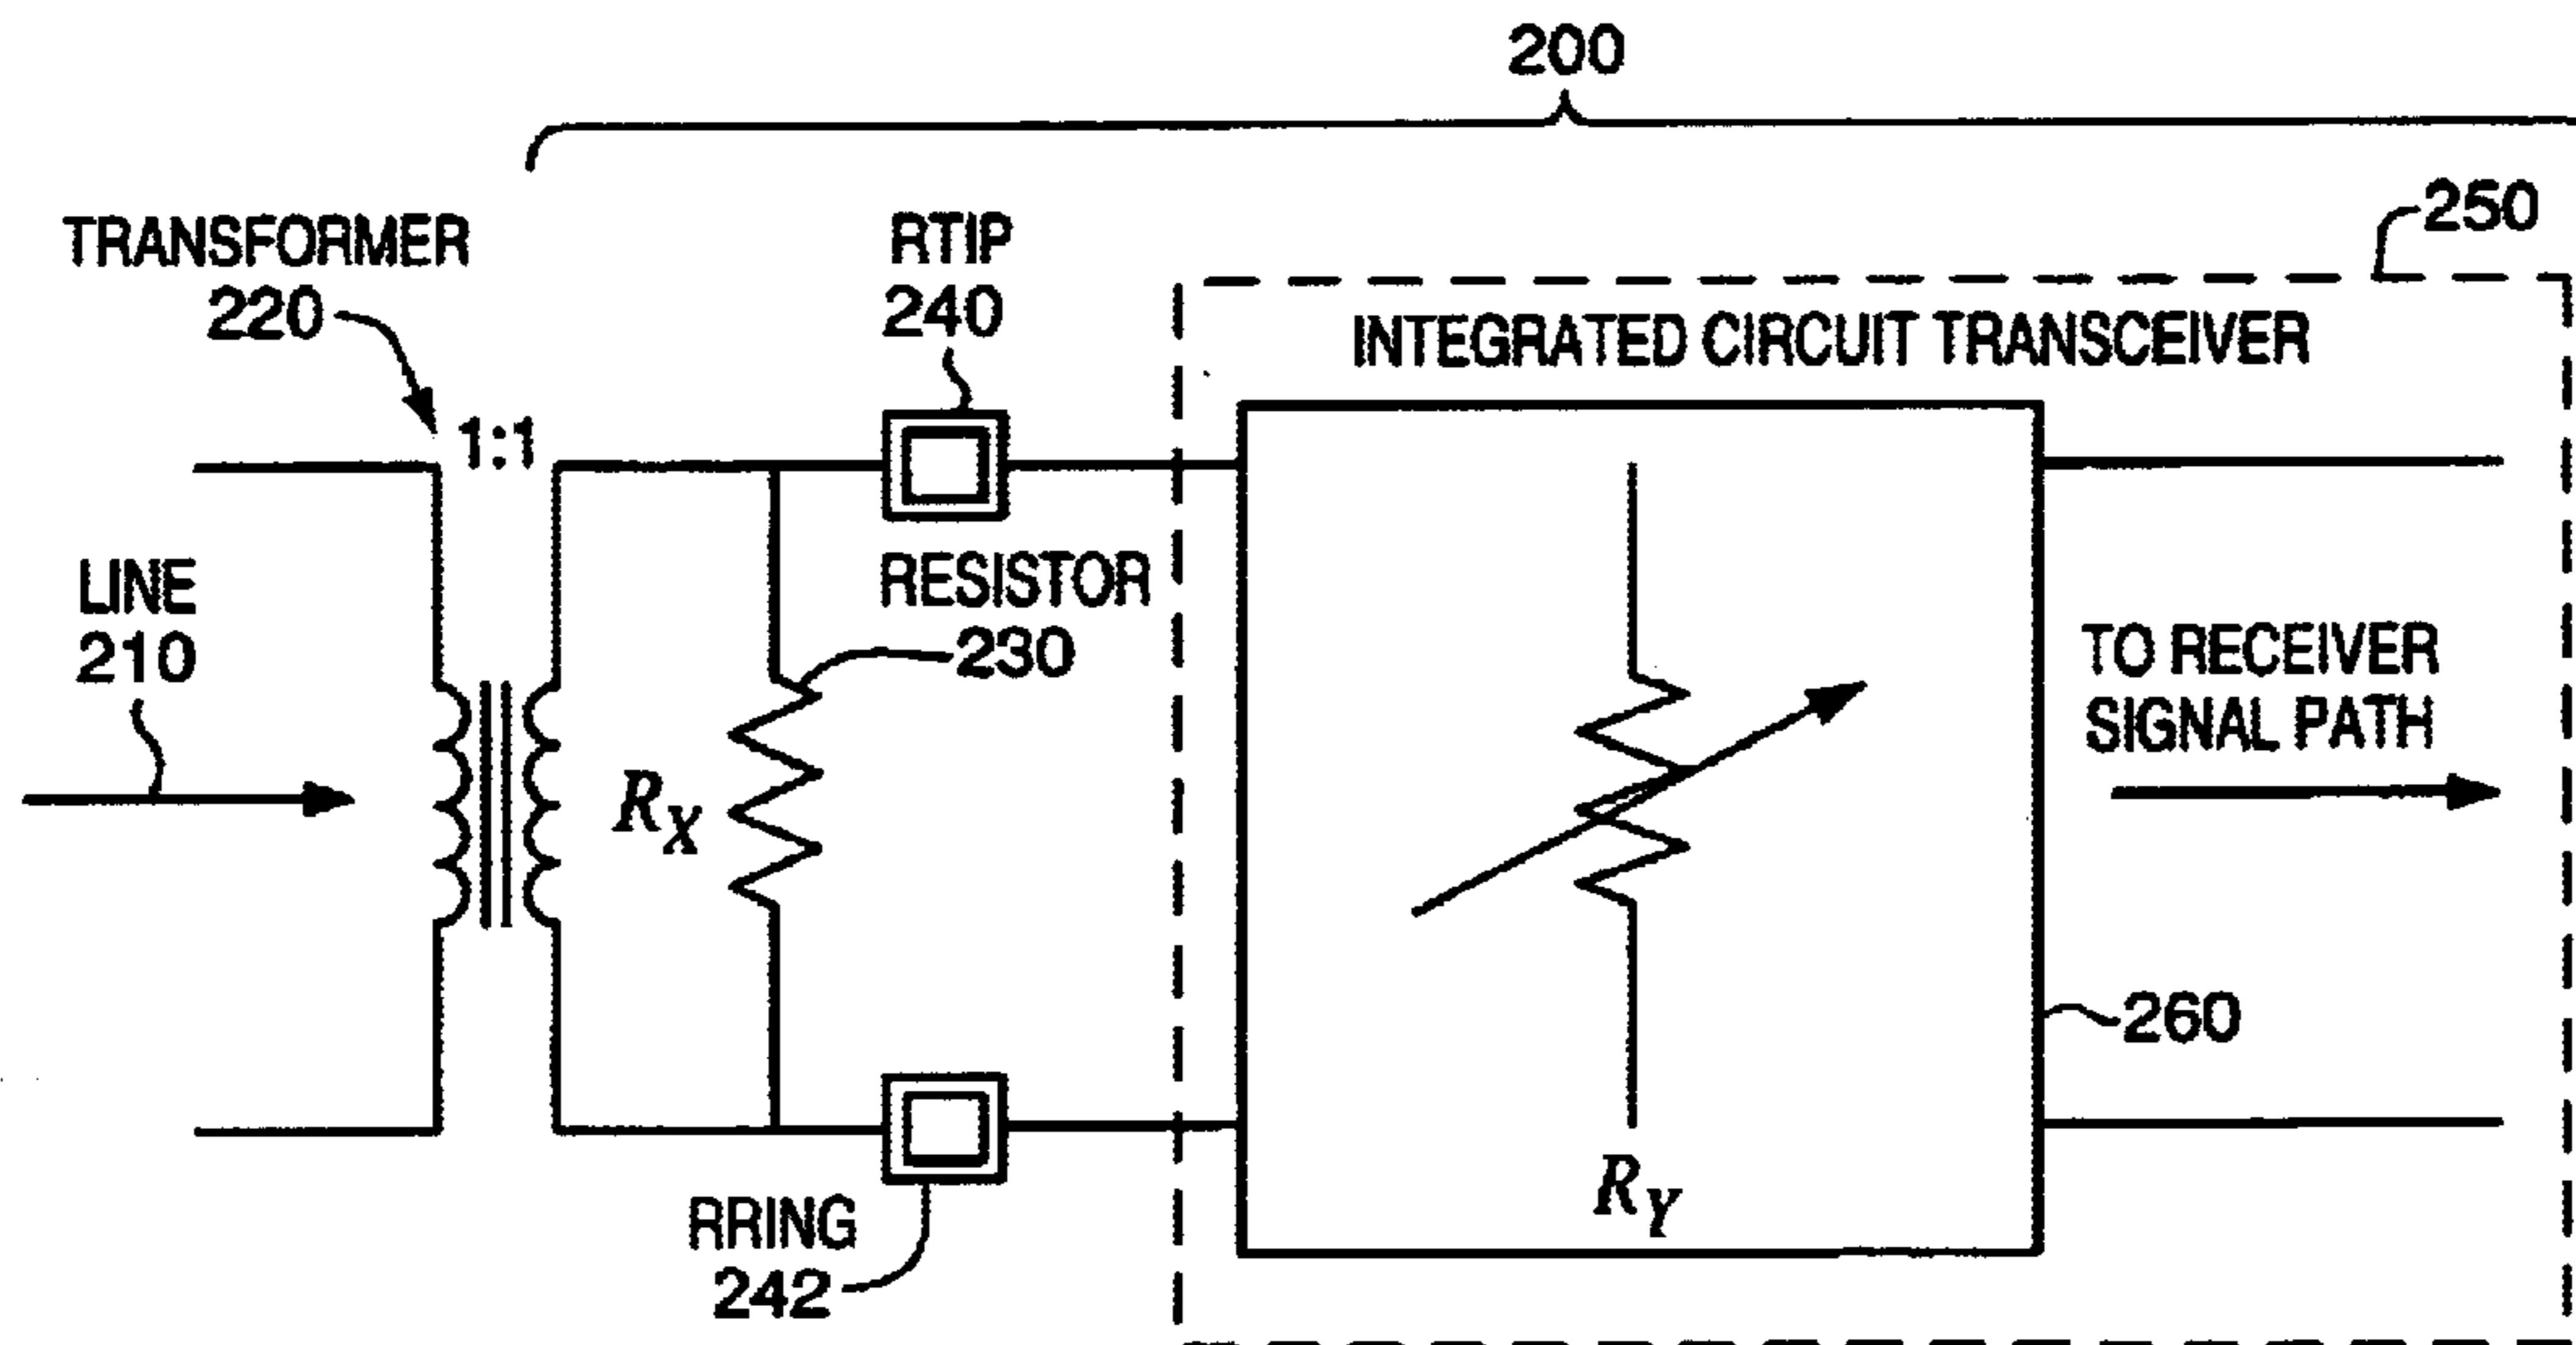 200
250
TRANSFORMER
220
RTIP
240
INTEGRATED CIRCUIT TRANSCEIVER
1:1
LINE
210
RESISTOR
230
R_X
TO RECEIVER
SIGNAL PATH
260
R_Y
RRING
242